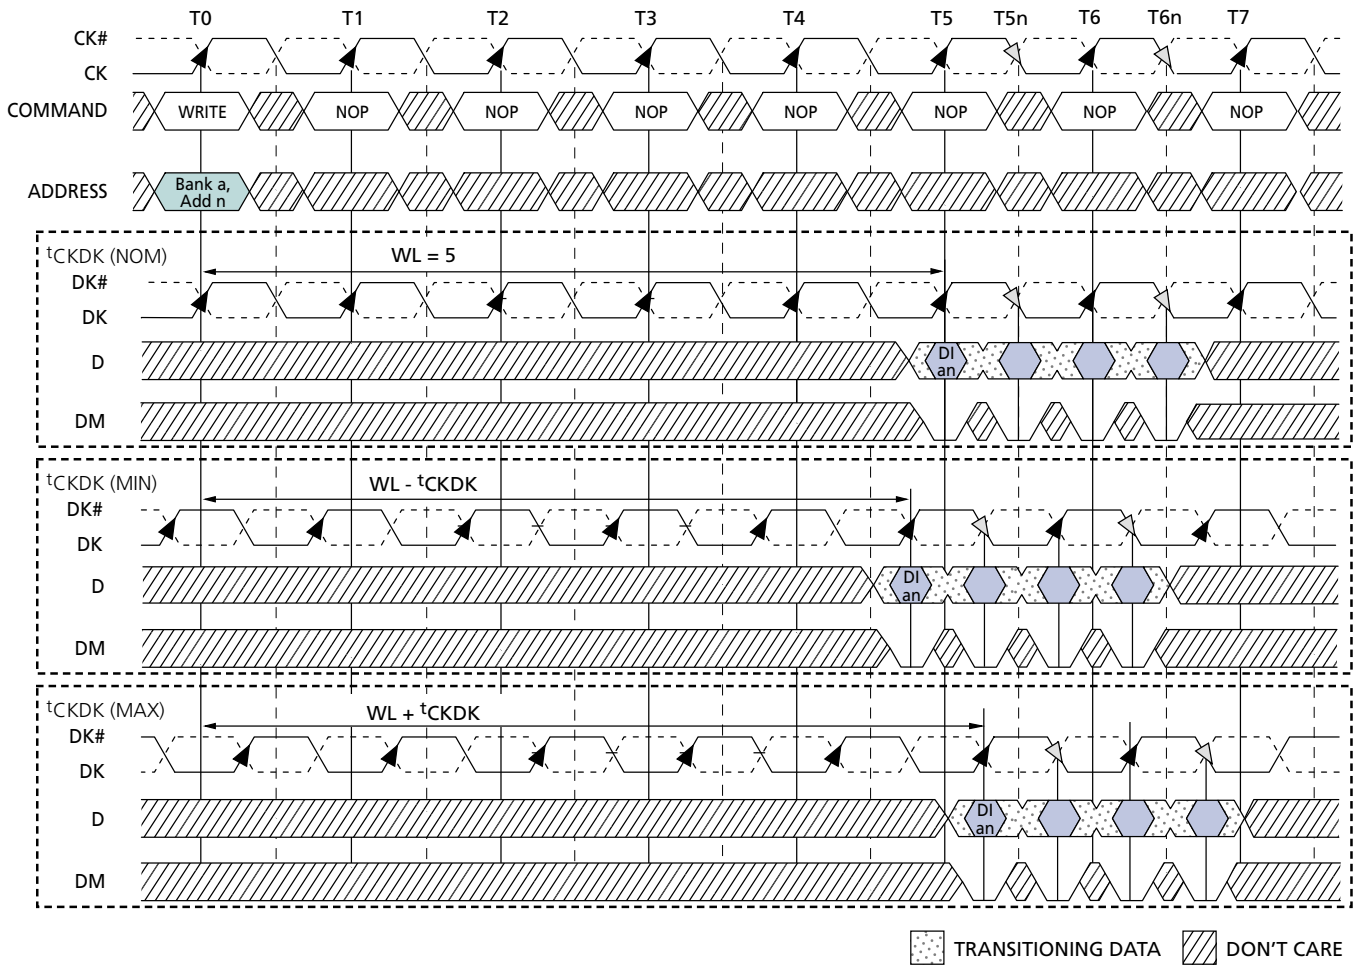 T0 T1 T2 T3 T4 T5 T5n T6 T6n T7
CK#
CK
COMMAND WRITE NOP NOP NOP NOP NOP NOP NOP
ADDRESS Bank a,
Add n
tCKDK (NOM)
WL = 5
DK#
DK
D DI
an
DM
tCKDK (MIN)
WL - tCKDK
DK#
DK
D DI
an
DM
tCKDK (MAX)
WL + tCKDK
DK#
DK
D DI
an
DM
TRANSITIONING DATA DON'T CARE